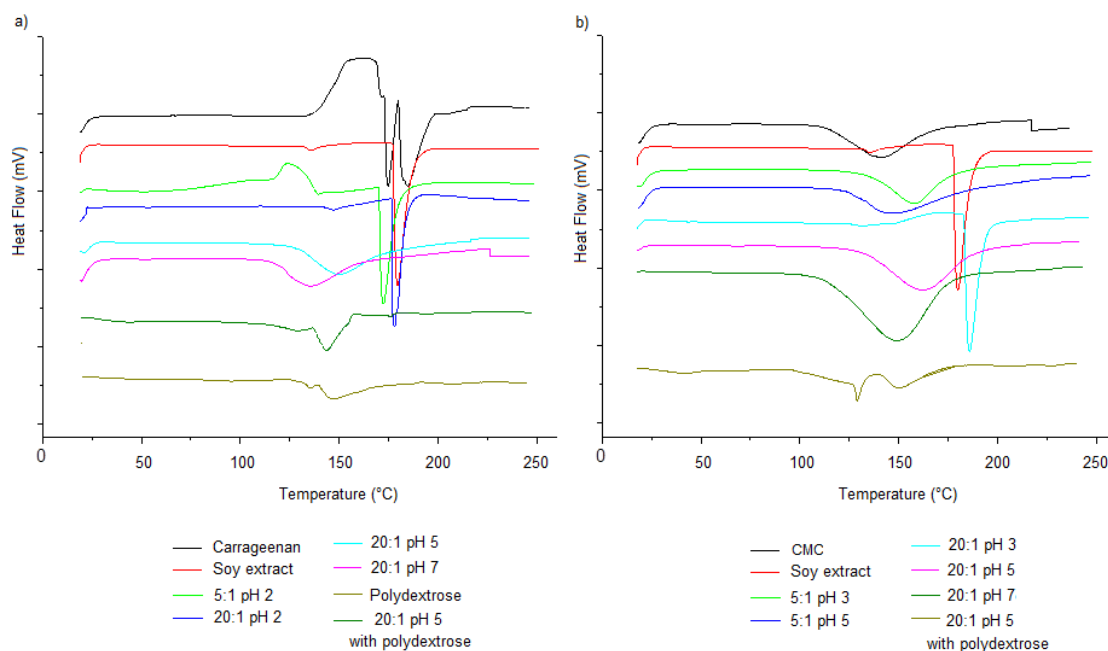 a)
Heat Flow (mV)
0
50
100
150
200
250
Temperature (°C)
Carrageenan
Soy extract
5:1 pH 2
20:1 pH 2
20:1 pH 5
20:1 pH 7
Polydextrose
20:1 pH 5
with polydextrose
b)
Heat Flow (mV)
0
50
100
150
200
250
Temperature (°C)
CMC
Soy extract
5:1 pH 3
5:1 pH 5
20:1 pH 3
20:1 pH 5
20:1 pH 7
20:1 pH 5
with polydextrose